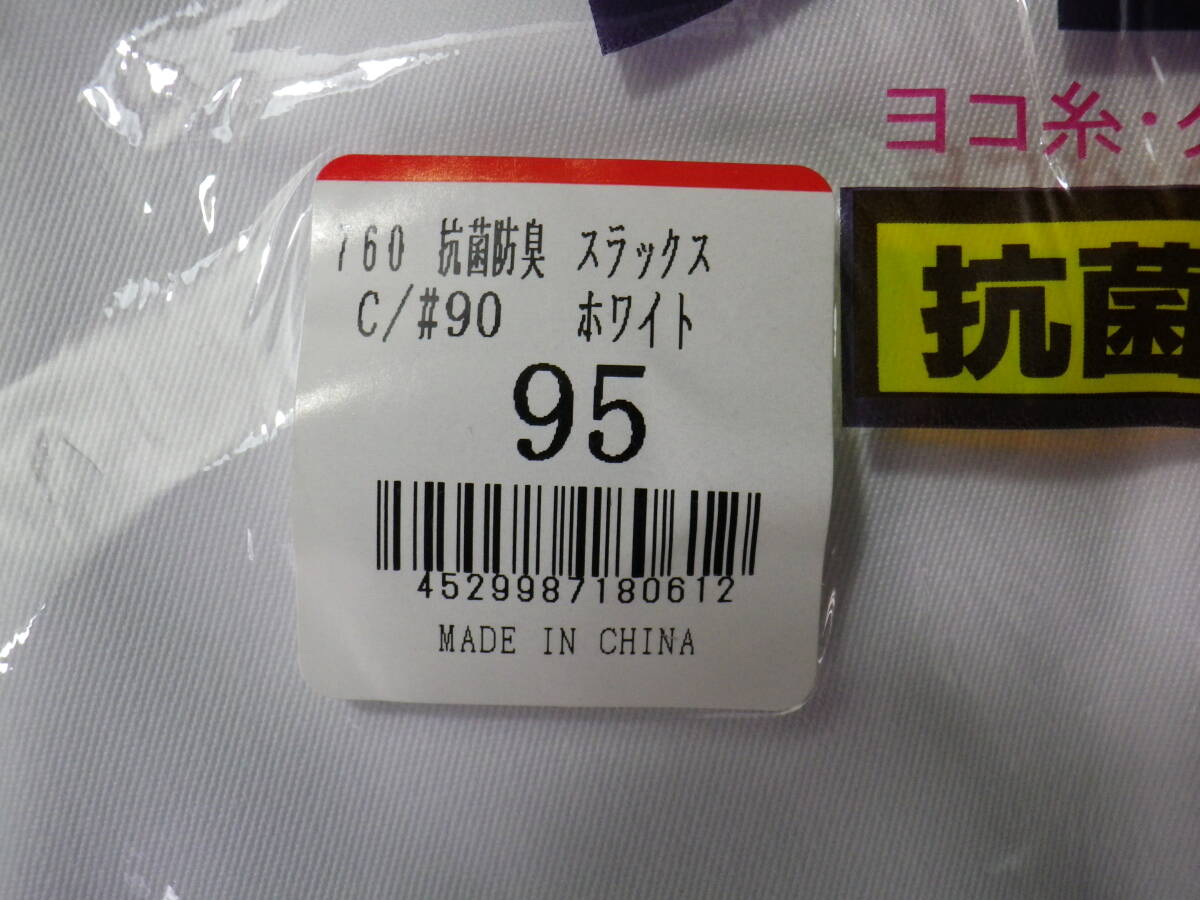 ヨコ糸・
760 抗菌防臭 スラックス
C/#90 ホワイト
95
4529987180612
MADE IN CHINA
抗菌